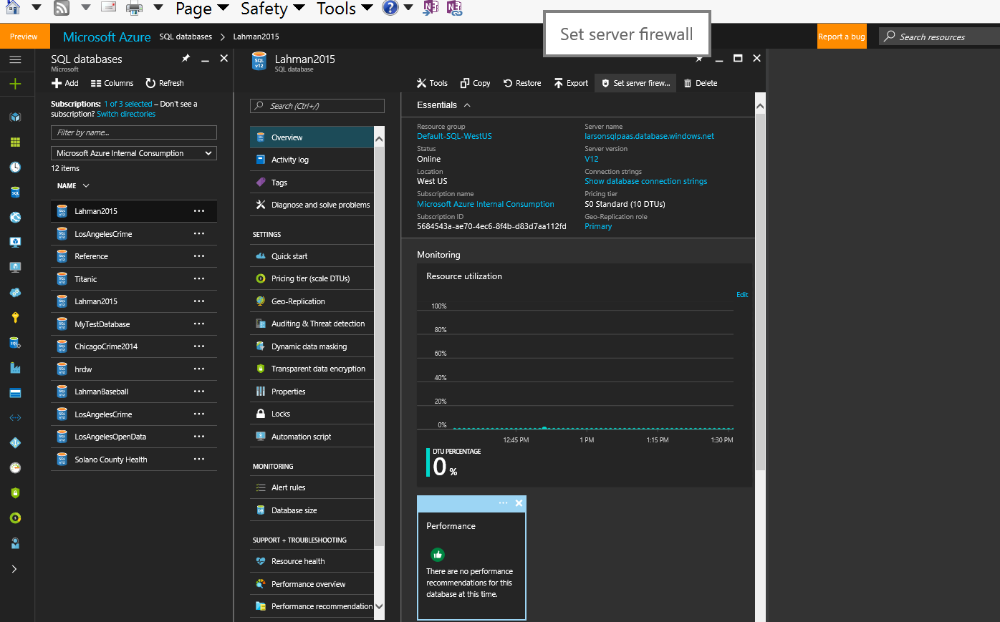 Page Safety Tools
Set server firewall
Preview Microsoft Azure SQL databases > Lahman2015 Report a bug Search resources
SQL databases
Microsoft
Add Columns Refresh
Subscriptions: 1 of 3 selected – Don't see a
subscription? Switch directories
Filter by name...
Microsoft Azure Internal Consumption
12 items
NAME
Lahman2015 ...
LosAngelesCrime ...
Reference ...
Titanic ...
Lahman2015 ...
MyTestDatabase ...
ChicagoCrime2014 ...
hrdw ...
LahmanBaseball ...
LosAngelesCrime ...
LosAngelesOpenData ...
Solano County Health ...
Lahman2015
SQL database
Search (Ctrl+/)
Overview
Activity log
Tags
Diagnose and solve problems
SETTINGS
Quick start
Pricing tier (scale DTUs)
Geo-Replication
Auditing & Threat detection
Dynamic data masking
Transparent data encryption
Properties
Locks
Automation script
MONITORING
Alert rules
Database size
SUPPORT + TROUBLESHOOTING
Resource health
Performance overview
Performance recommendation
Tools Copy Restore Export Set server firew... Delete
Essentials
Resource group
Default-SQL-WestUS
Status
Online
Location
West US
Subscription name
Microsoft Azure Internal Consumption
Subscription ID
5684543a-ae70-4ec6-8f4b-d83d7aa112fd
Server name
larsonsqlpaas.database.windows.net
Server version
V12
Connection strings
Show database connection strings
Pricing tier
S0 Standard (10 DTUs)
Geo-Replication role
Primary
Monitoring
Resource utilization
Edit
100%
80%
60%
40%
20%
0%
12:45 PM 1 PM 1:15 PM 1:30 PM
DTU PERCENTAGE
0 %
...
Performance
There are no performance
recommendations for this
database at this time.